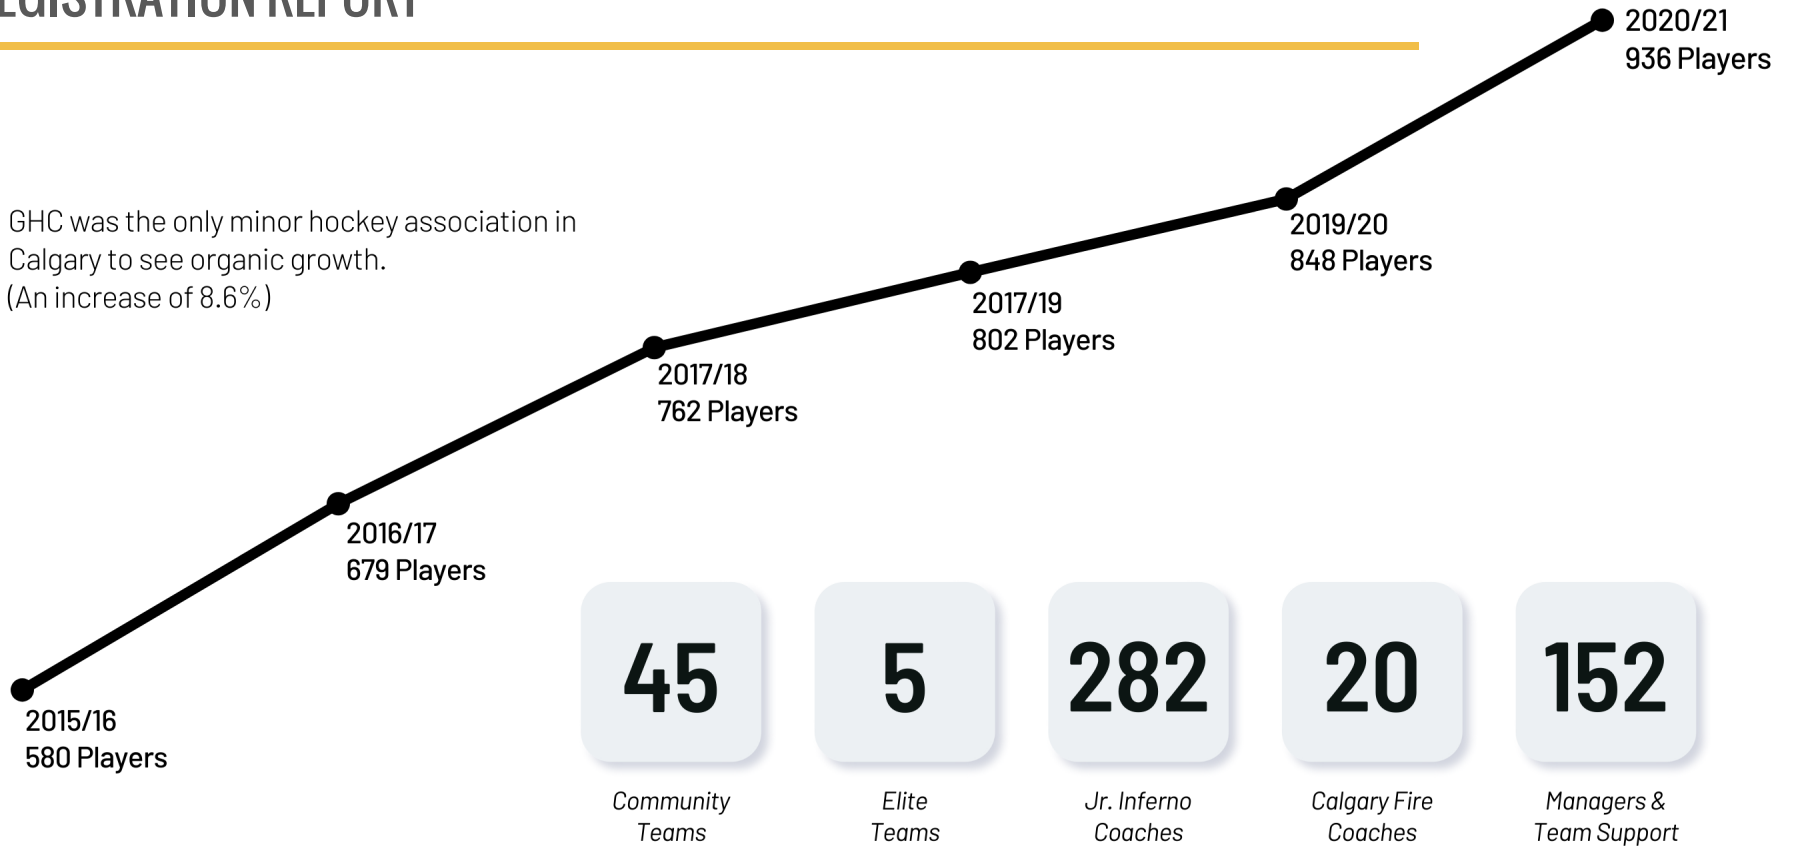 REGISTRATION REPORT
2020/21
936 Players
GHC was the only minor hockey association in
Calgary to see organic growth.
(An increase of 8.6%)
2019/20
848 Players
2017/19
802 Players
2017/18
762 Players
2016/17
679 Players
2015/16
580 Players
45
Community
Teams
5
Elite
Teams
282
Jr. Inferno
Coaches
20
Calgary Fire
Coaches
152
Managers &
Team Support